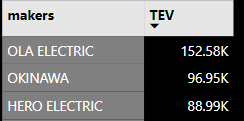 makers TEV
OLA ELECTRIC 152.58K
OKINAWA 96.95K
HERO ELECTRIC 88.99K